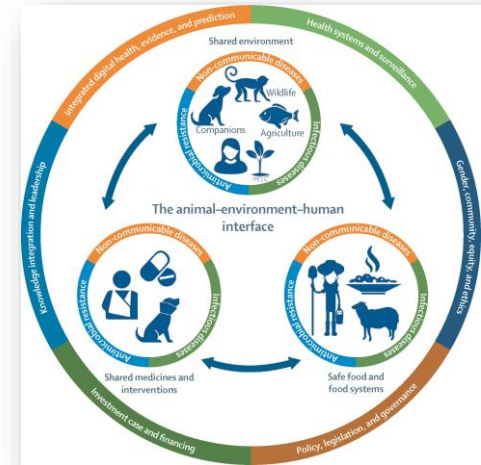 Integrated digital health, evidence, and prediction
Health systems and surveillance
Shared environment
Non-communicable diseases
Wildlife
Companions
Agriculture
Antimicrobial resistance
Infectious diseases
Knowledge integration and leadership
Gender, community, equity, and ethics
The animal–environment–human
interface
Non-communicable diseases
Antimicrobial resistance
Infectious diseases
Non-communicable diseases
Antimicrobial resistance
Infectious diseases
Shared medicines and
interventions
Safe food and
food systems
Investment case and financing
Policy, legislation, and governance